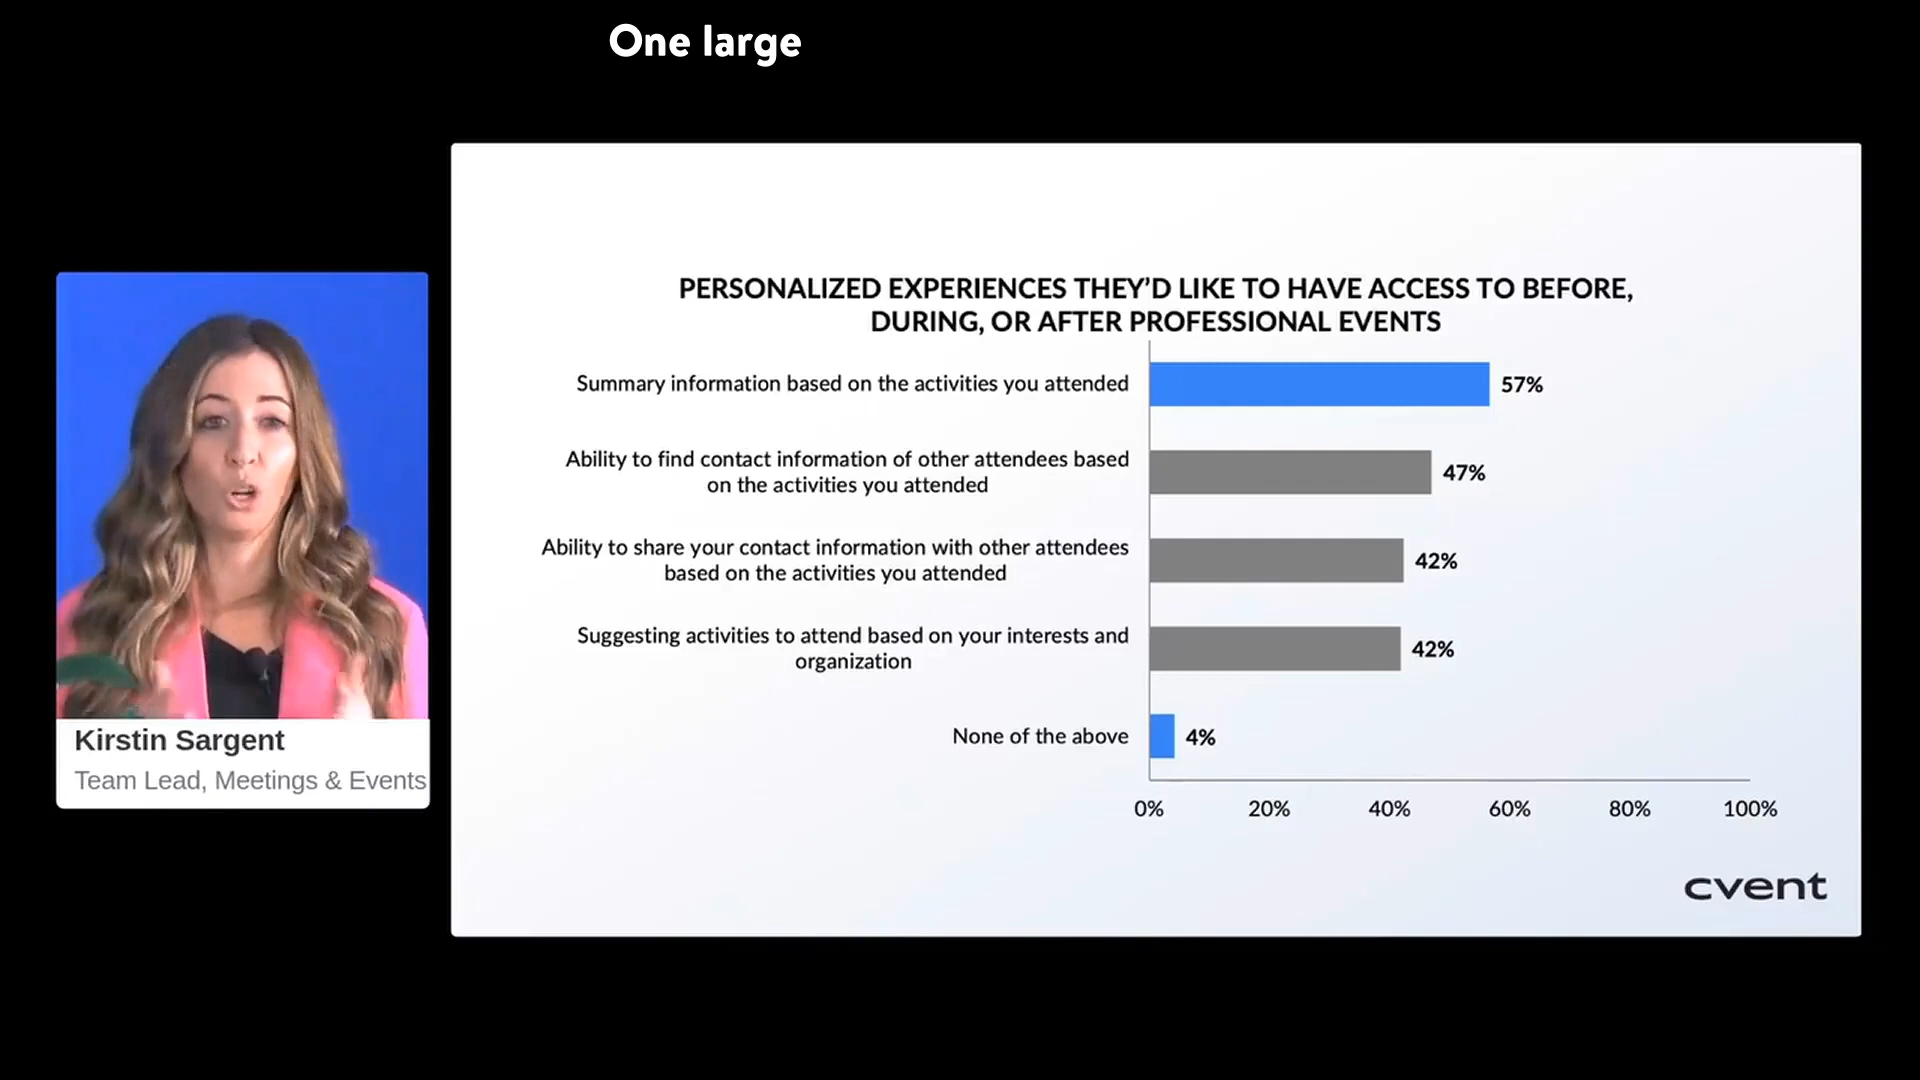 One large
PERSONALIZED EXPERIENCES THEY’D LIKE TO HAVE ACCESS TO BEFORE,
DURING, OR AFTER PROFESSIONAL EVENTS
Summary information based on the activities you attended
57%
Ability to find contact information of other attendees based
on the activities you attended
47%
Ability to share your contact information with other attendees
based on the activities you attended
42%
Suggesting activities to attend based on your interests and
organization
42%
None of the above
4%
0% 20% 40% 60% 80% 100%
Kirstin Sargent
Team Lead, Meetings & Events
cvent